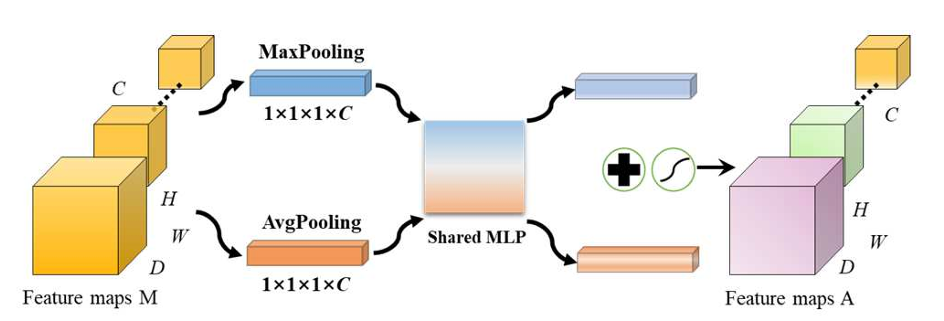 MaxPooling
1×1×1×C
C
H
W
D
Feature maps M
AvgPooling
1×1×1×C
Shared MLP
C
H
W
D
Feature maps A